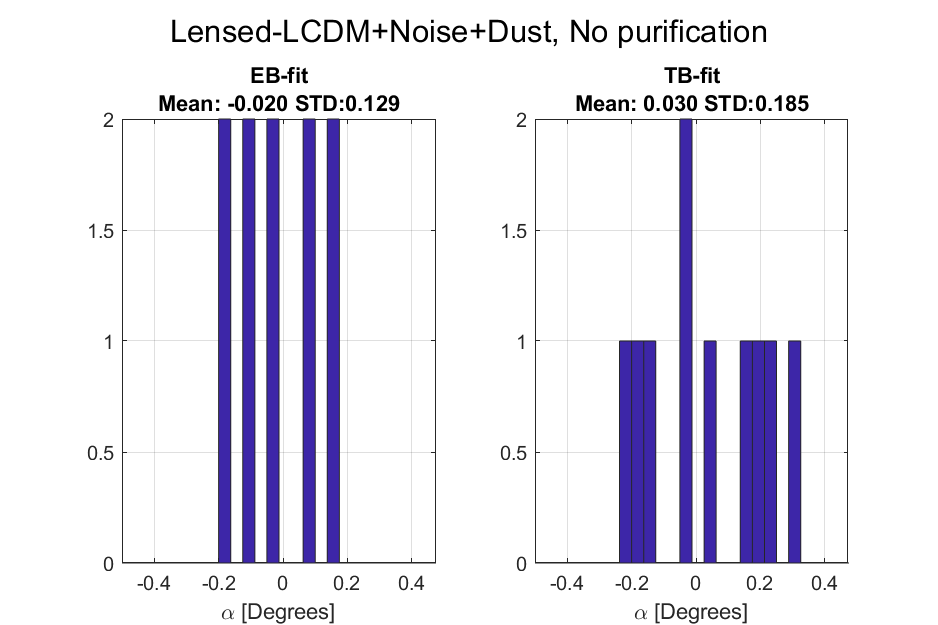 Lensed-LCDM+Noise+Dust, No purification
EB-fit
Mean: -0.020 STD:0.129
2
1.5
1
0.5
0
-0.4 -0.2 0 0.2 0.4
α [Degrees]
TB-fit
Mean: 0.030 STD:0.185
2
1.5
1
0.5
0
-0.4 -0.2 0 0.2 0.4
α [Degrees]